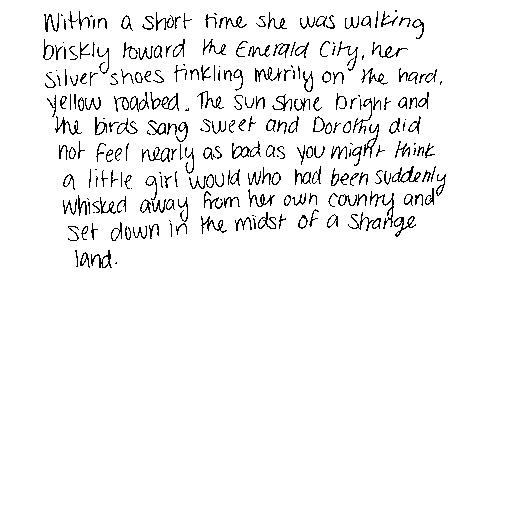 Within a short time she was walking
briskly toward the Emerald City, her
silver shoes tinkling merrily on the hard,
yellow roadbed. The sun shone bright and
the birds sang sweet and Dorothy did
not feel nearly as bad as you might think
a little girl would who had been suddenly
whisked away from her own country and
set down in the midst of a strange
land.